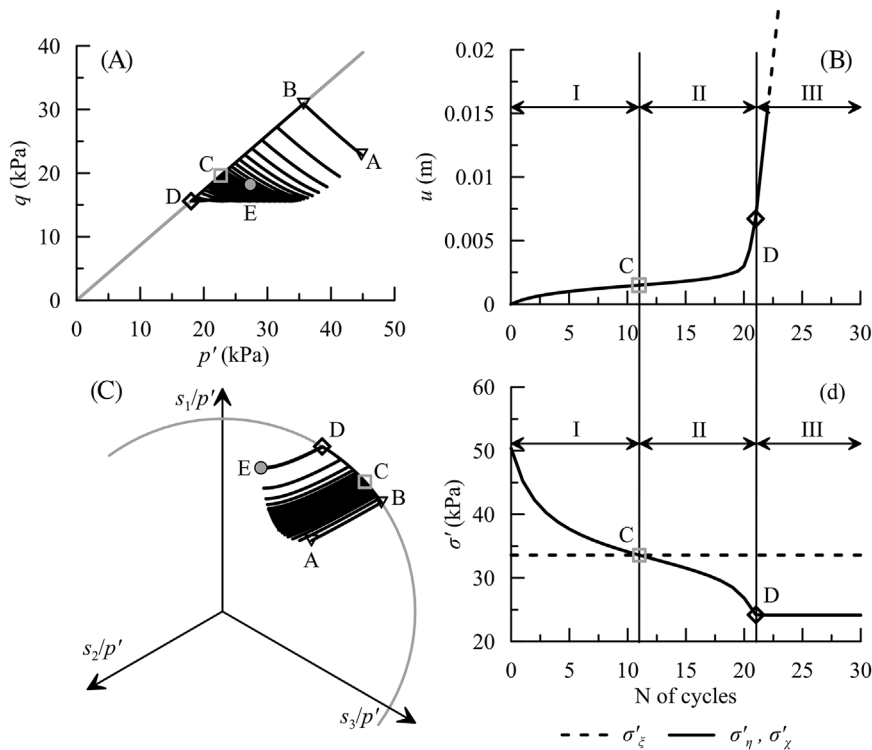 (A)
q (kPa)
40
30
20
10
0
B
A
C
D
E
0 10 20 30 40 50
p′ (kPa)
(B)
u (m)
0.02
0.015
0.01
0.005
0
I II III
C
D
0 5 10 15 20 25 30
(C)
s1/p′
D
E
C
B
A
s2/p′
s3/p′
(d)
σ′ (kPa)
60
50
40
30
20
I II III
C
D
0 5 10 15 20 25 30
N of cycles
σ′ξ σ′η , σ′χ